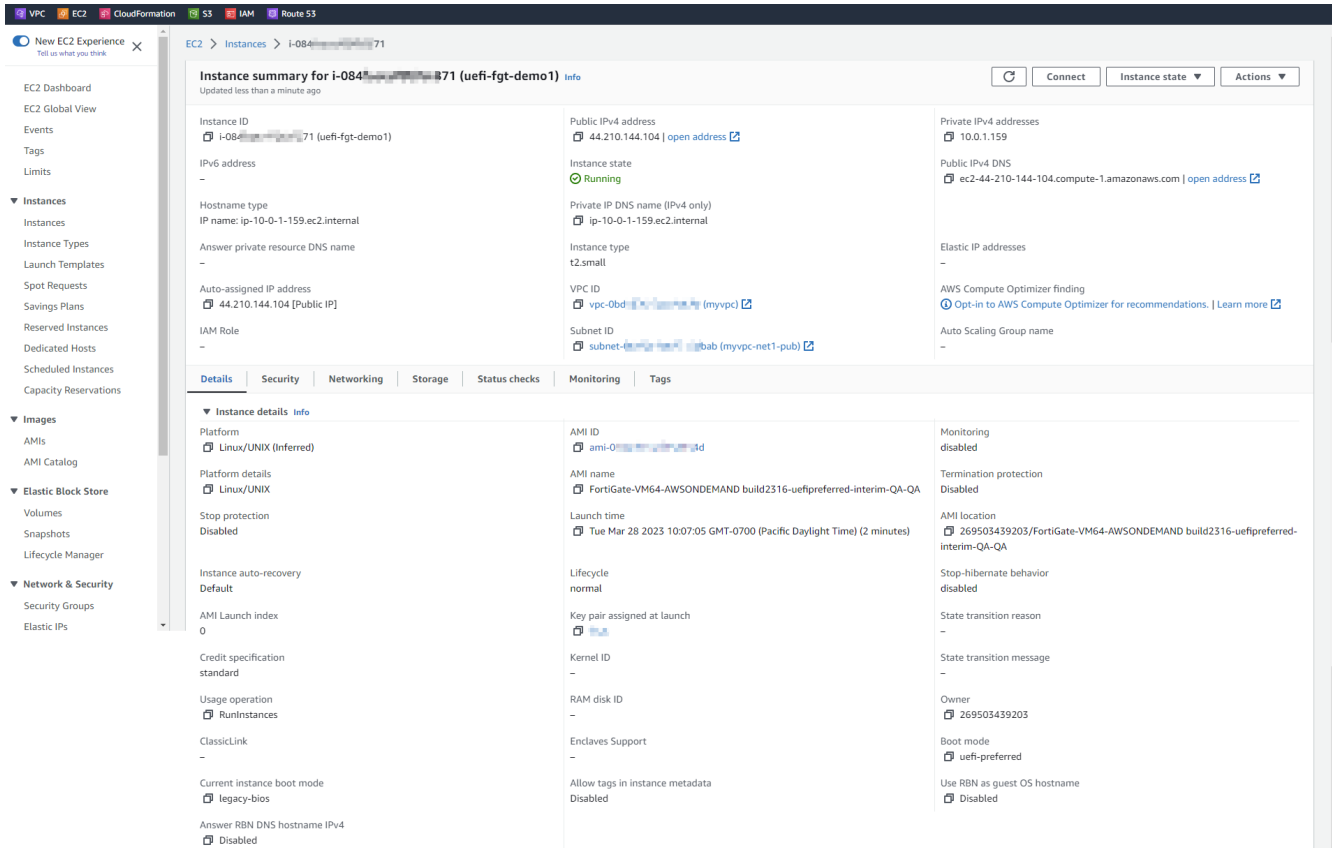 VPC EC2 CloudFormation S3 IAM Route 53
New EC2 Experience
Tell us what you think
EC2 Dashboard
EC2 Global View
Events
Tags
Limits
Instances
Instances
Instance Types
Launch Templates
Spot Requests
Savings Plans
Reserved Instances
Dedicated Hosts
Scheduled Instances
Capacity Reservations
Images
AMIs
AMI Catalog
Elastic Block Store
Volumes
Snapshots
Lifecycle Manager
Network & Security
Security Groups
Elastic IPs
EC2 > Instances > i-084 71
Instance summary for i-084 871 (uefi-fgt-demo1) Info
Updated less than a minute ago
Connect Instance state Actions
Instance ID
i-084 71 (uefi-fgt-demo1)
Public IPv4 address
44.210.144.104 | open address
Private IPv4 addresses
10.0.1.159
IPv6 address
–
Instance state
Running
Public IPv4 DNS
ec2-44-210-144-104.compute-1.amazonaws.com | open address
Hostname type
IP name: ip-10-0-1-159.ec2.internal
Private IP DNS name (IPv4 only)
ip-10-0-1-159.ec2.internal
Answer private resource DNS name
–
Instance type
t2.small
Elastic IP addresses
–
Auto-assigned IP address
44.210.144.104 [Public IP]
VPC ID
vpc-0bd (myvpc)
AWS Compute Optimizer finding
Opt-in to AWS Compute Optimizer for recommendations. | Learn more
IAM Role
–
Subnet ID
subnet- bab (myvpc-net1-pub)
Auto Scaling Group name
–
Details Security Networking Storage Status checks Monitoring Tags
Instance details Info
Platform
Linux/UNIX (Inferred)
AMI ID
ami-0 4d
Monitoring
disabled
Platform details
Linux/UNIX
AMI name
FortiGate-VM64-AWSONDEMAND build2316-uefipreferred-interim-QA-QA
Termination protection
Disabled
Stop protection
Disabled
Launch time
Tue Mar 28 2023 10:07:05 GMT-0700 (Pacific Daylight Time) (2 minutes)
AMI location
269503439203/FortiGate-VM64-AWSONDEMAND build2316-uefipreferred-
interim-QA-QA
Instance auto-recovery
Default
Lifecycle
normal
Stop-hibernate behavior
disabled
AMI Launch index
0
Key pair assigned at launch
State transition reason
–
Credit specification
standard
Kernel ID
–
State transition message
–
Usage operation
RunInstances
RAM disk ID
–
Owner
269503439203
ClassicLink
–
Enclaves Support
–
Boot mode
uefi-preferred
Current instance boot mode
legacy-bios
Allow tags in instance metadata
Disabled
Use RBN as guest OS hostname
Disabled
Answer RBN DNS hostname IPv4
Disabled